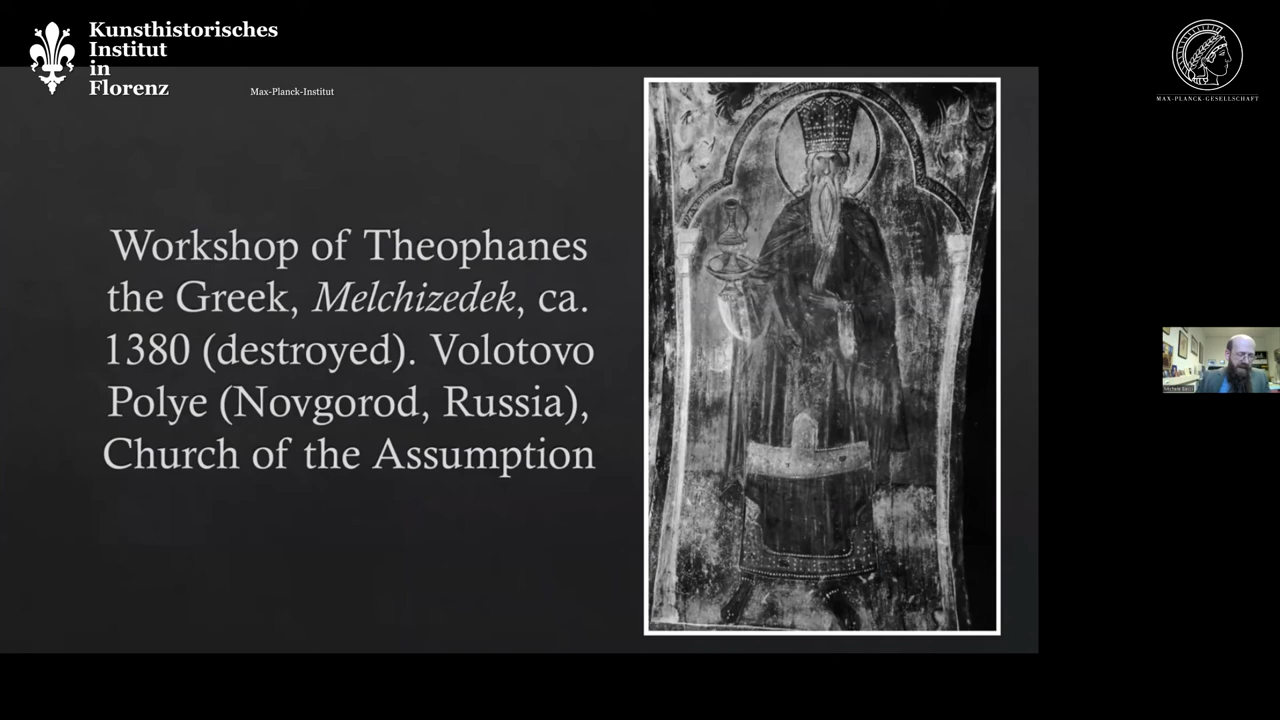 Kunsthistorisches
Institut
in
Florenz
Max-Planck-Institut
MAX-PLANCK-GESELLSCHAFT
Workshop of Theophanes
the Greek, Melchizedek, ca.
1380 (destroyed). Volotovo
Polye (Novgorod, Russia),
Church of the Assumption